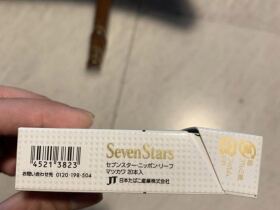 4521 3823
お問い合わせ先 0120-198-504
Seven Stars
セブンスター・ニッポン・リーフ
マツカワ 20本入
JT 日本たばこ産業株式会社